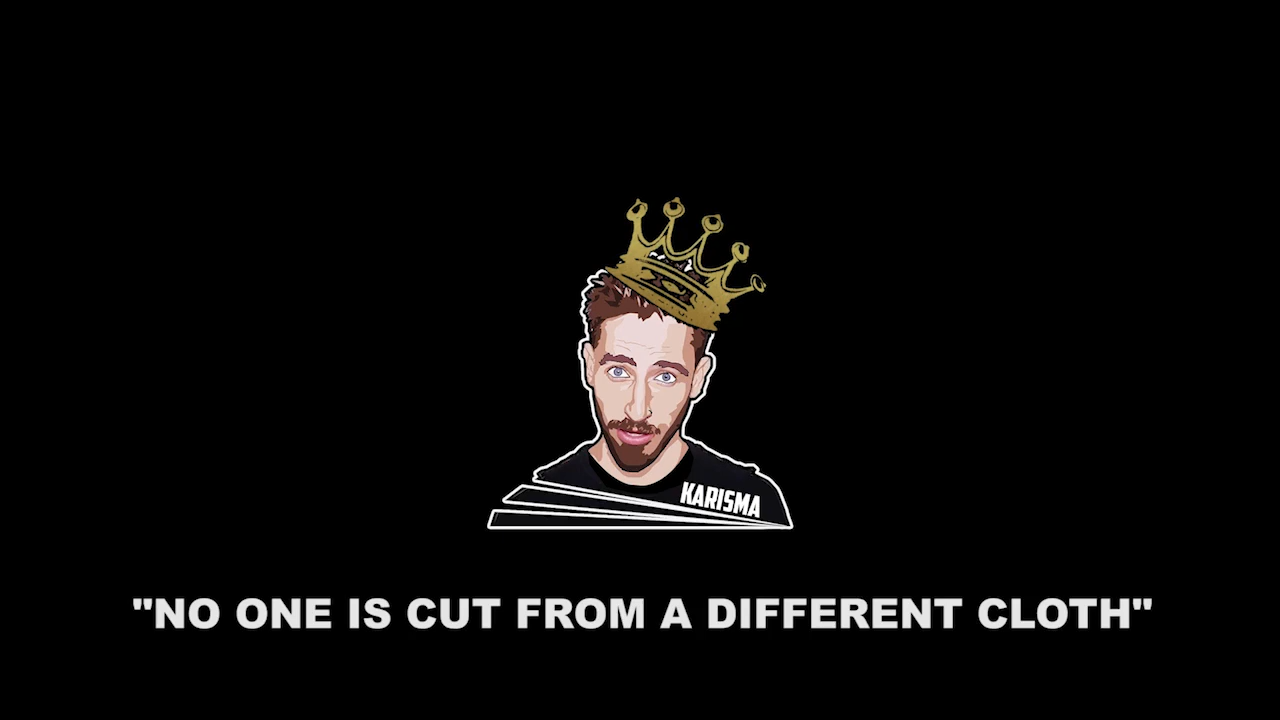 KARISMA
"NO ONE IS CUT FROM A DIFFERENT CLOTH"